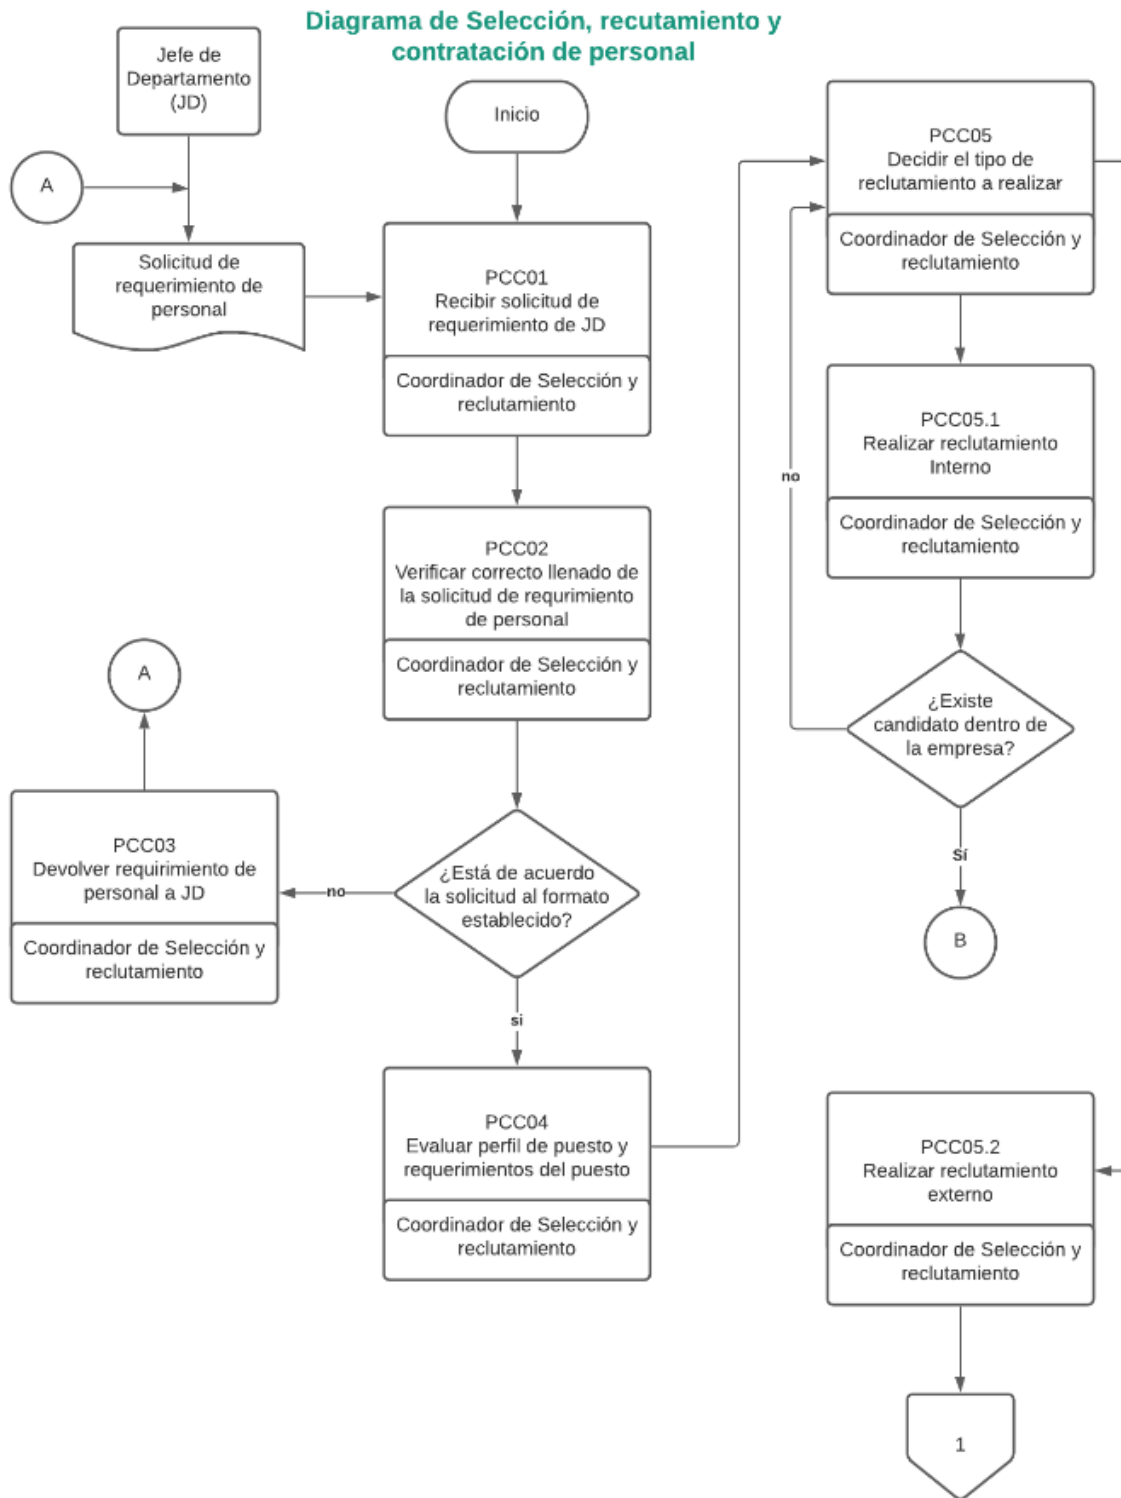 Diagrama de Selección, recutamiento y
contratación de personal
Jefe de
Departamento
(JD)
A
Solicitud de
requerimiento de
personal
Inicio
PCC01
Recibir solicitud de
requerimiento de JD
Coordinador de Selección y
reclutamiento
PCC02
Verificar correcto llenado de
la solicitud de requrimiento
de personal
Coordinador de Selección y
reclutamiento
A
PCC03
Devolver requirimiento de
personal a JD
Coordinador de Selección y
reclutamiento
no
¿Está de acuerdo
la solicitud al formato
establecido?
si
PCC04
Evaluar perfil de puesto y
requerimientos del puesto
Coordinador de Selección y
reclutamiento
PCC05
Decidir el tipo de
reclutamiento a realizar
Coordinador de Selección y
reclutamiento
PCC05.1
Realizar reclutamiento
Interno
Coordinador de Selección y
reclutamiento
no
¿Existe
candidato dentro de
la empresa?
Sí
B
PCC05.2
Realizar reclutamiento
externo
Coordinador de Selección y
reclutamiento
1